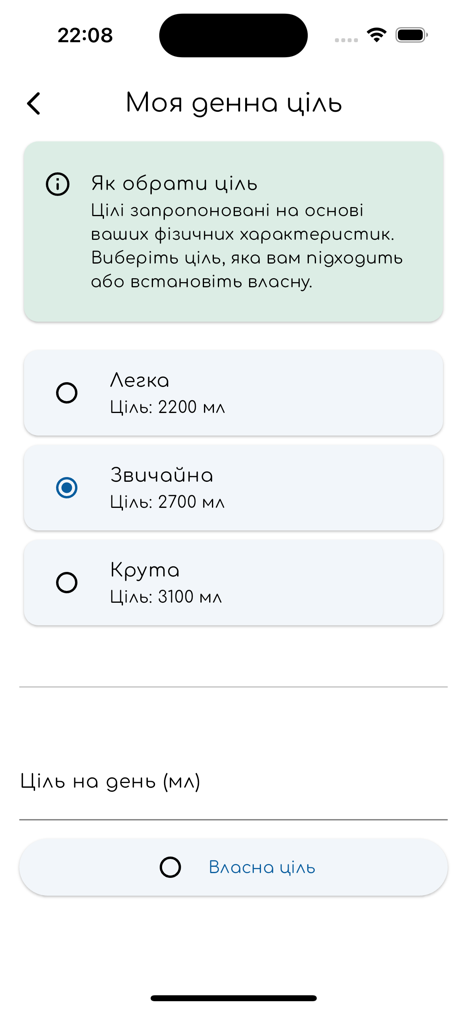 22:08
Моя денна ціль
Як обрати ціль
Цілі запропоновані на основі
ваших фізичних характеристик.
Виберіть ціль, яка вам підходить
або встановіть власну.
Легка
Ціль: 2200 мл
Звичайна
Ціль: 2700 мл
Крута
Ціль: 3100 мл
Ціль на день (мл)
Власна ціль